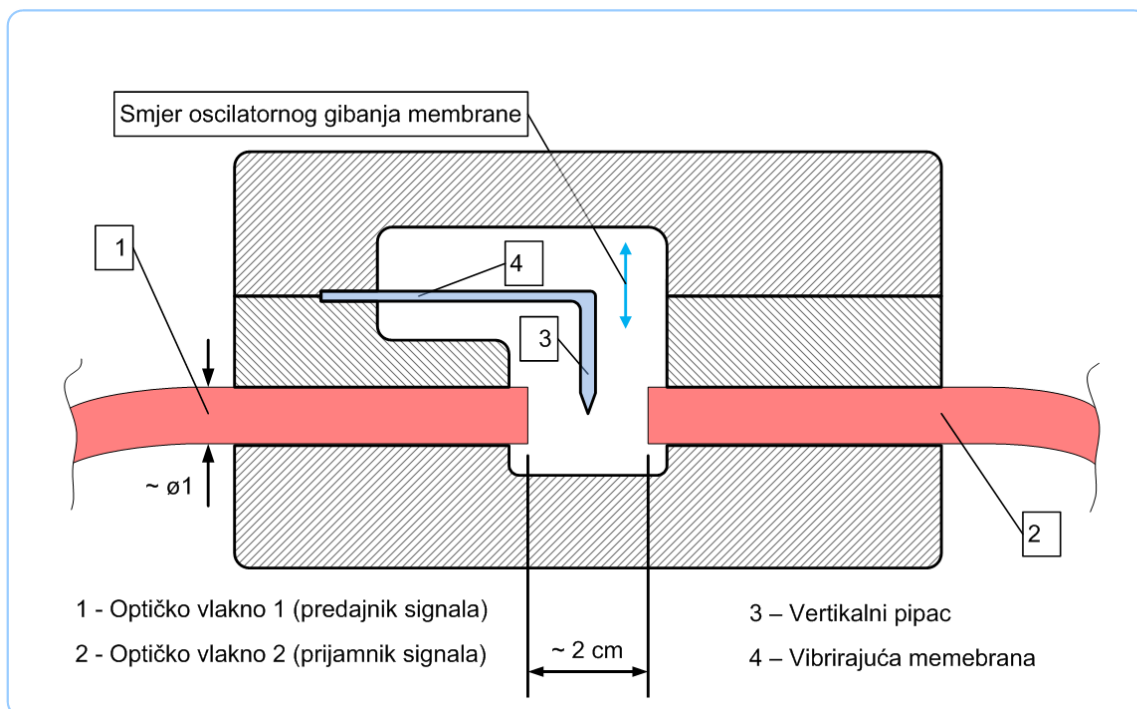 Smjer oscilatornog gibanja membrane
1
4
3
~ ø1
2
1 - Optičko vlakno 1 (predajnik signala)
2 - Optičko vlakno 2 (prijamnik signala)
~ 2 cm
3 – Vertikalni pipac
4 – Vibrirajuća memebrana